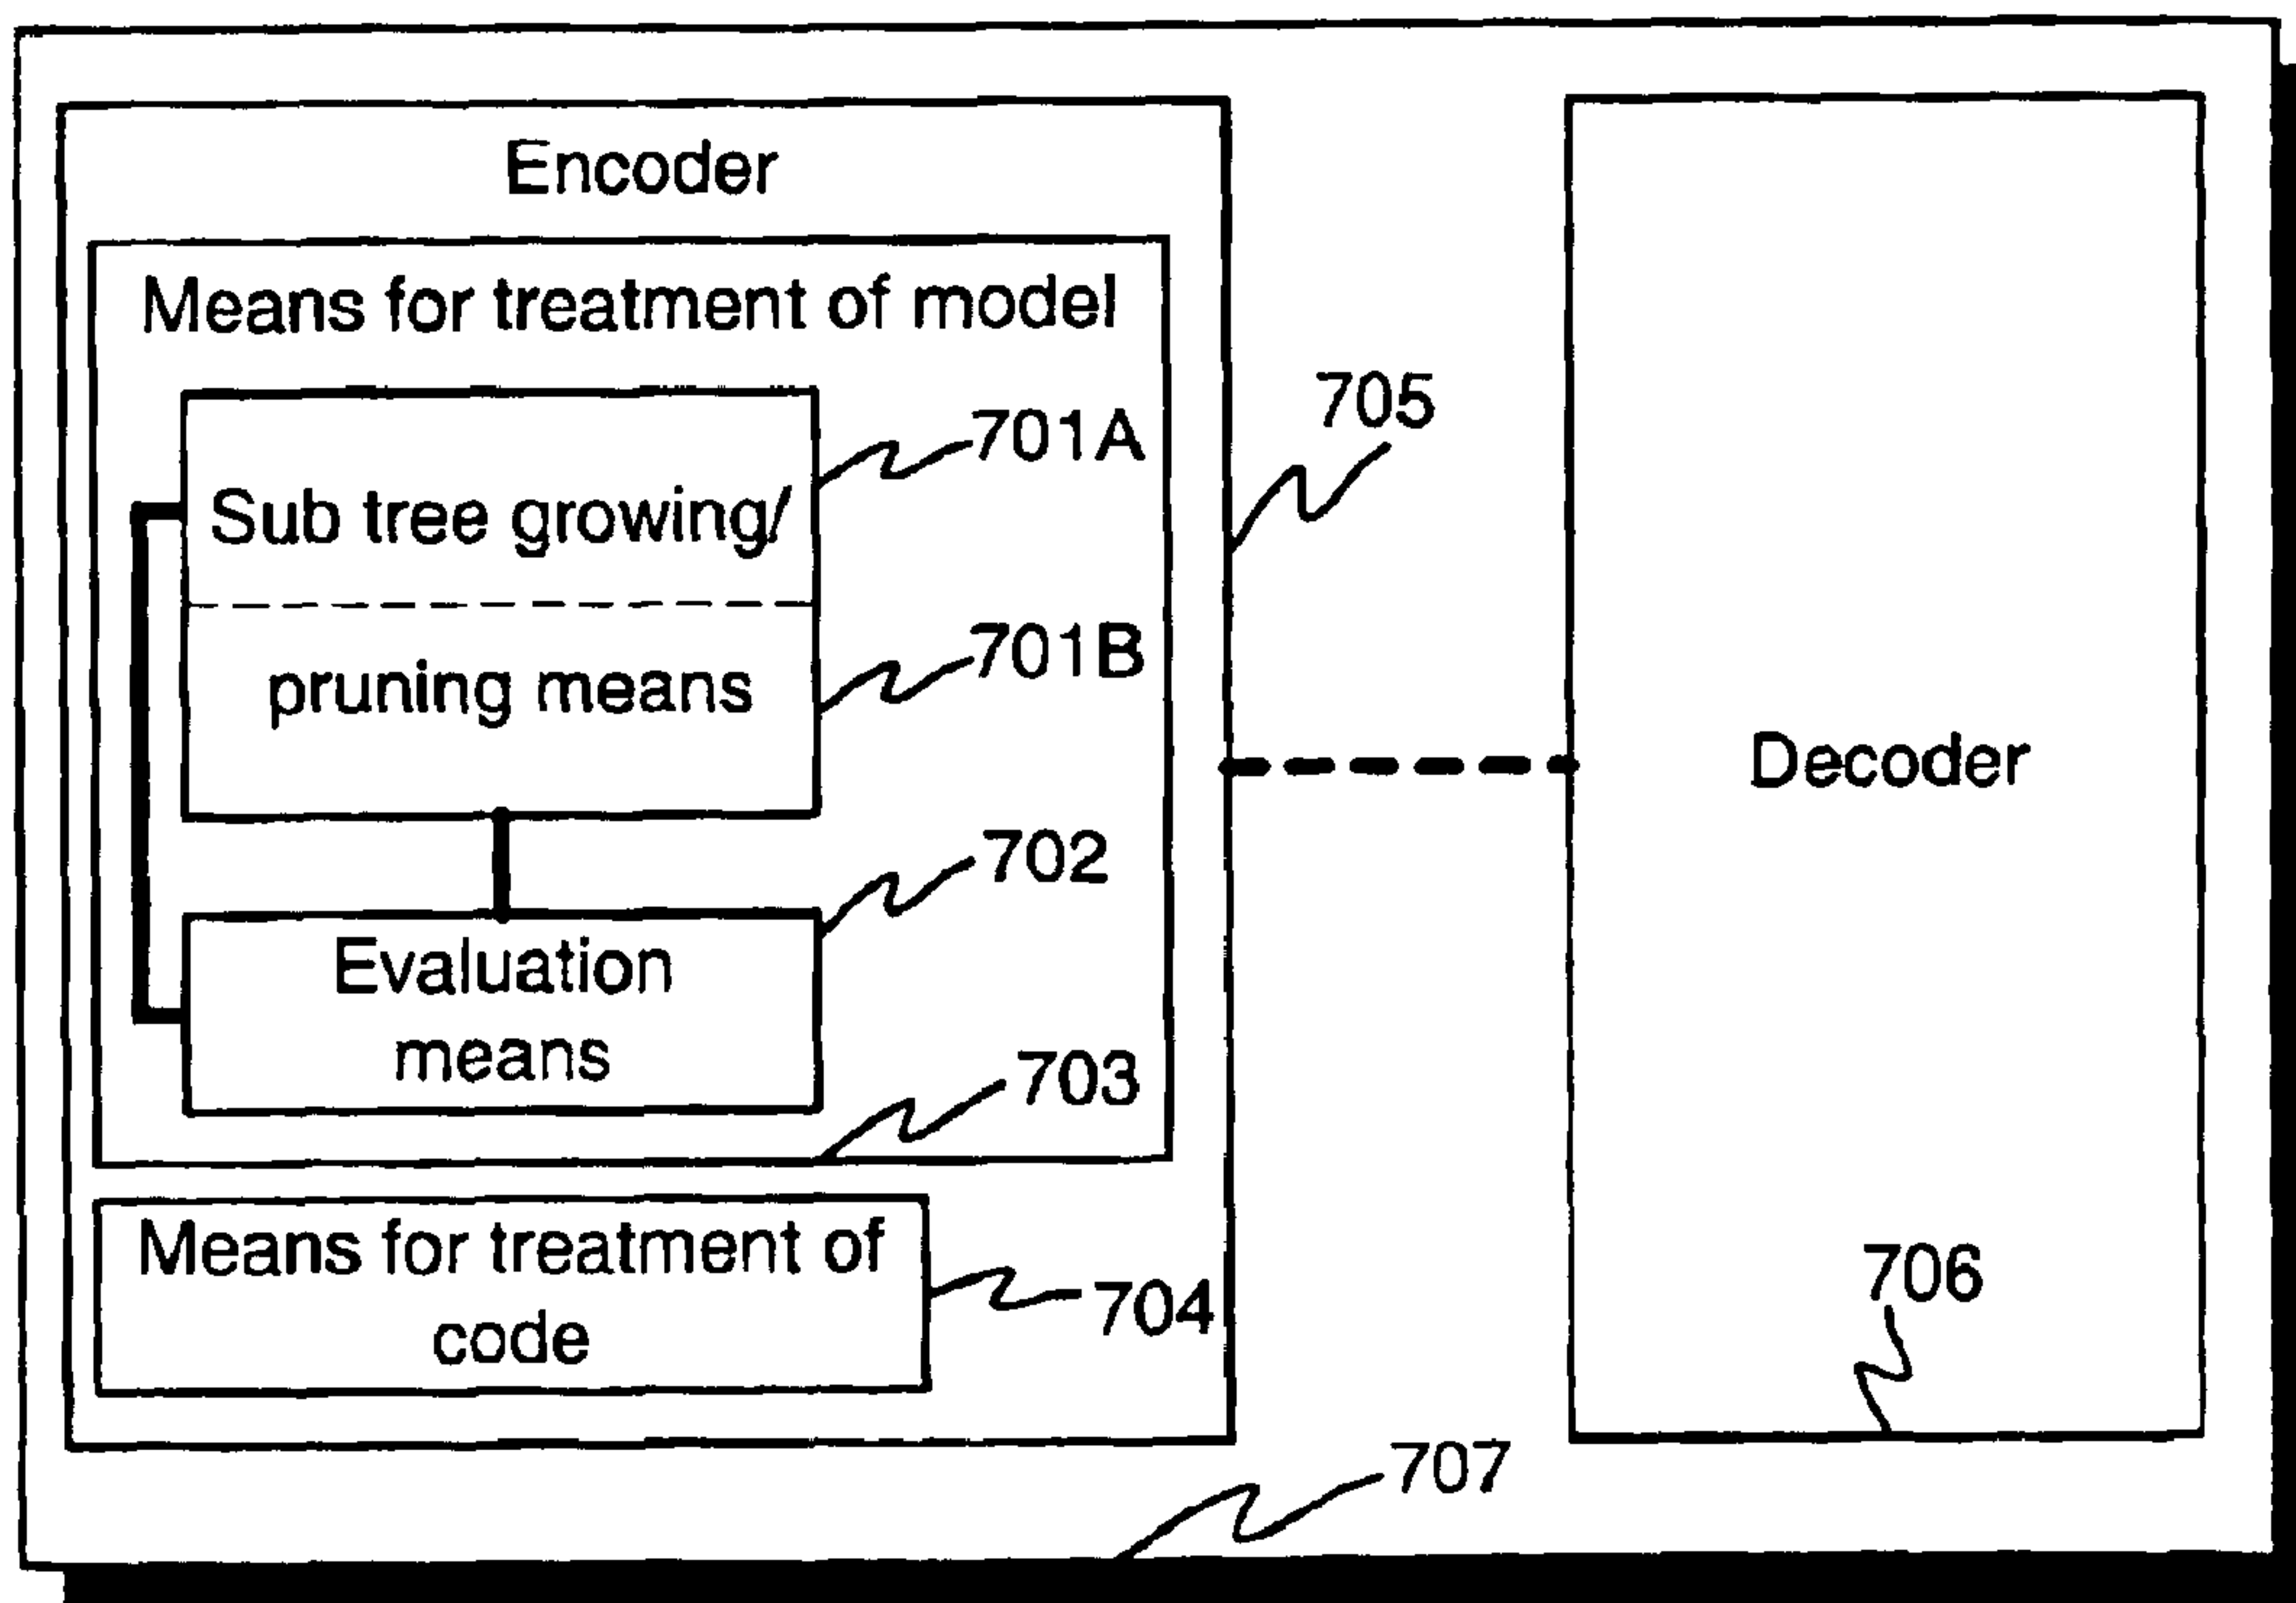 Encoder
Means for treatment of model
701A
705
Sub tree growing/
701B
pruning means
Decoder
702
Evaluation
means
703
Means for treatment of
704
code
706
707